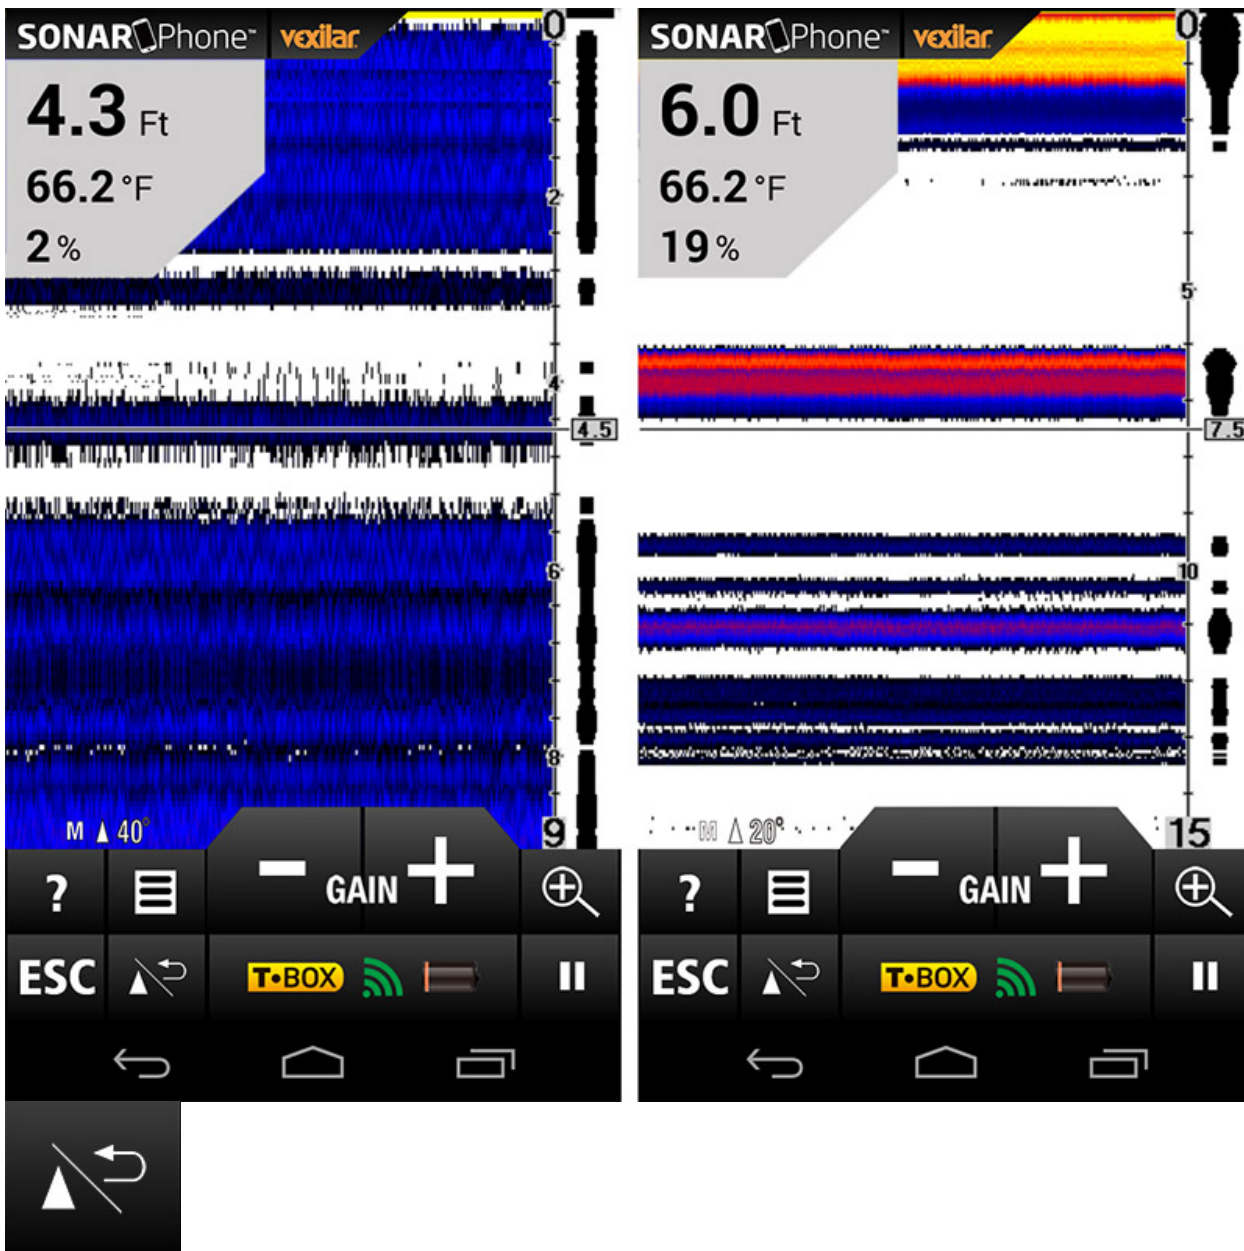 SONAR Phone™ vexilar
4.3 Ft
66.2 °F
2 %
0
2
4
4.5
6
8
9
M 40°
?
- GAIN +
ESC
T•BOX
SONAR Phone™ vexilar
6.0 Ft
66.2 °F
19 %
0
5
7.5
10
15
M 20°
?
- GAIN +
ESC
T•BOX